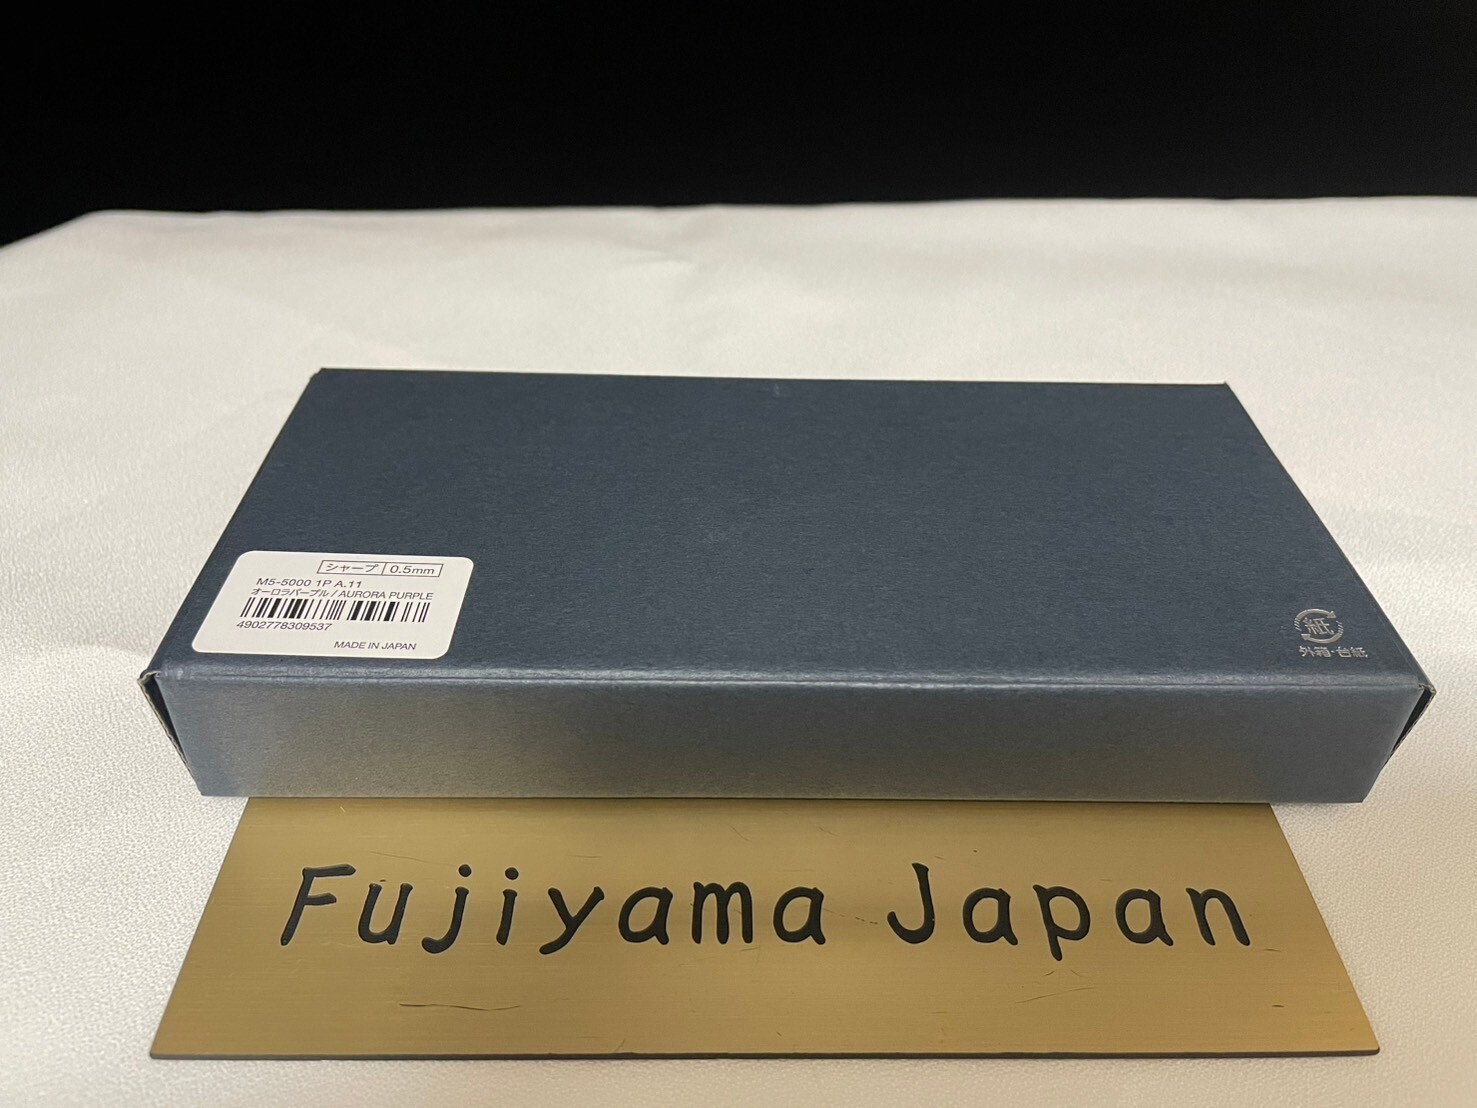 シャープ 0.5mm
M5-5000 1P A.11
オーロラパープル / AURORA PURPLE
4902778309537
MADE IN JAPAN
紙
外箱・台紙
Fujiyama Japan